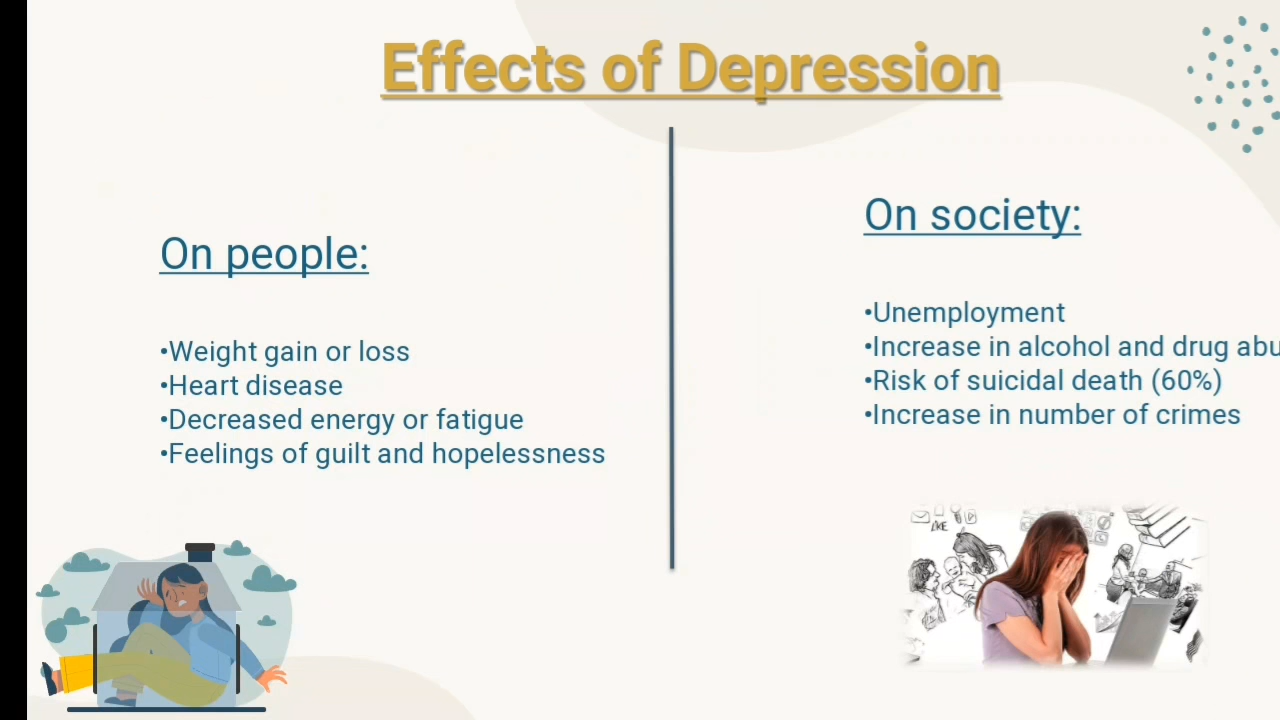 Effects of Depression
On people:
•Weight gain or loss
•Heart disease
•Decreased energy or fatigue
•Feelings of guilt and hopelessness
On society:
•Unemployment
•Increase in alcohol and drug abu
•Risk of suicidal death (60%)
•Increase in number of crimes
LIKE